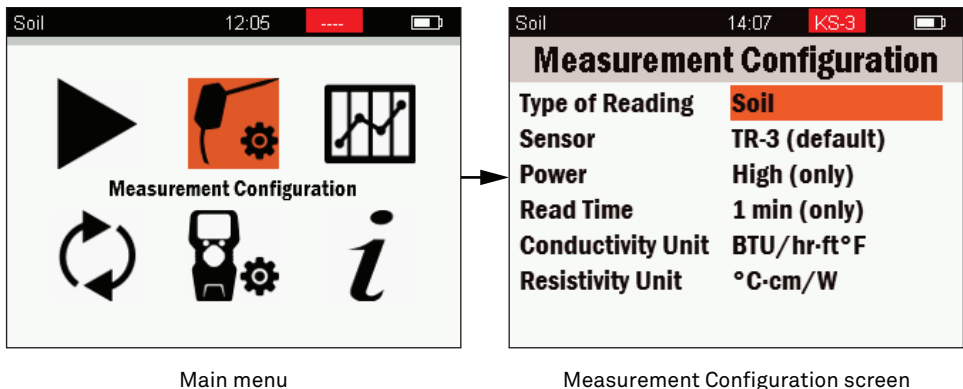 Soil 12:05 ----
Measurement Configuration
Main menu
Soil 14:07 KS-3
Measurement Configuration
Type of Reading Soil
Sensor TR-3 (default)
Power High (only)
Read Time 1 min (only)
Conductivity Unit BTU/hr·ft°F
Resistivity Unit °C·cm/W
Measurement Configuration screen